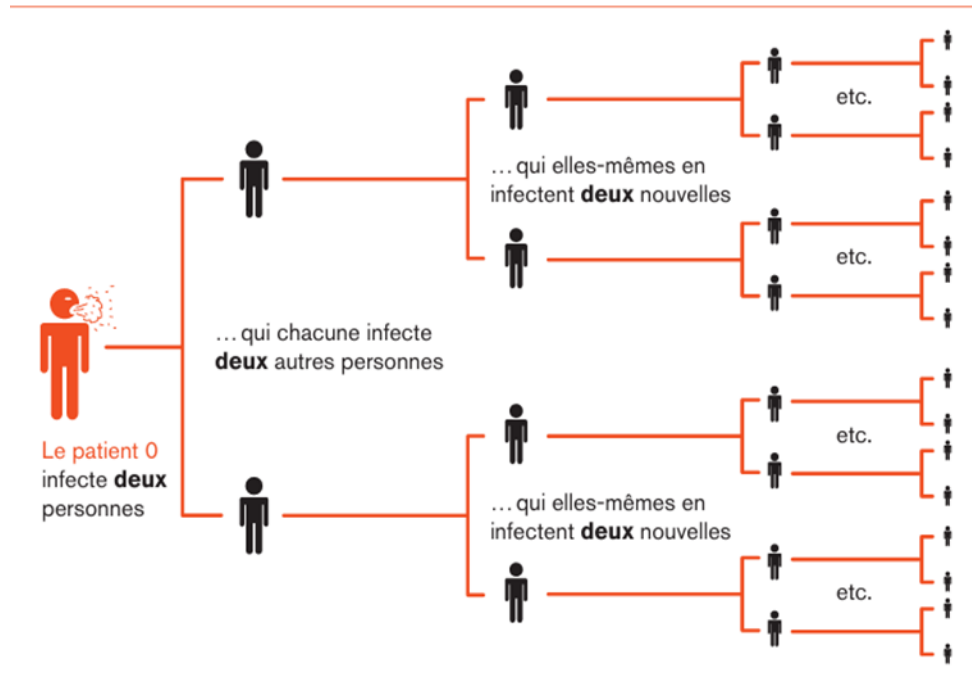 Le patient 0
infecte deux
personnes
… qui chacune infecte
deux autres personnes
… qui elles-mêmes en
infectent deux nouvelles
… qui elles-mêmes en
infectent deux nouvelles
etc.
etc.
etc.
etc.